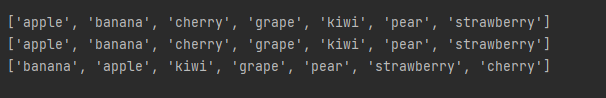 ['apple', 'banana', 'cherry', 'grape', 'kiwi', 'pear', 'strawberry']
['apple', 'banana', 'cherry', 'grape', 'kiwi', 'pear', 'strawberry']
['banana', 'apple', 'kiwi', 'grape', 'pear', 'strawberry', 'cherry']